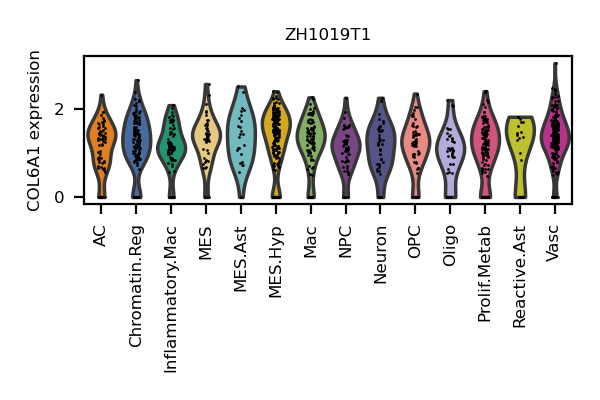 ZH1019T1
COL6A1 expression
2
0
AC
Chromatin.Reg
Inflammatory.Mac
MES
MES.Ast
MES.Hyp
Mac
NPC
Neuron
OPC
Oligo
Prolif.Metab
Reactive.Ast
Vasc